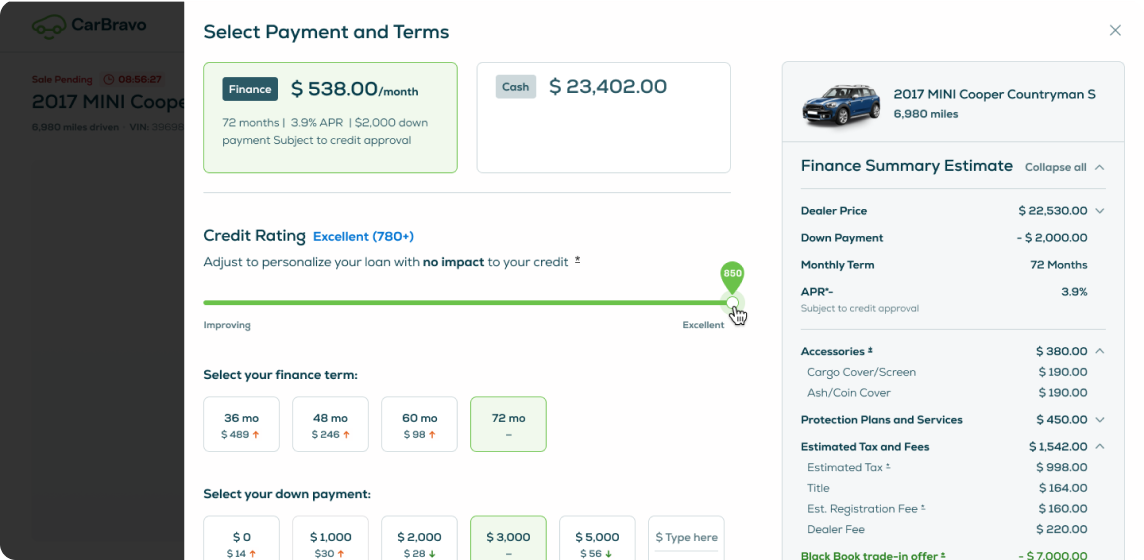 CarBravo
Sale Pending 08:56:27
2017 MINI Coope
6,980 miles driven · VIN: 39698
Select Payment and Terms
Finance $ 538.00/month
72 months | 3.9% APR | $2,000 down
payment Subject to credit approval
Cash $ 23,402.00
Credit Rating Excellent (780+)
Adjust to personalize your loan with no impact to your credit *
850
Improving Excellent
Select your finance term:
36 mo 48 mo 60 mo 72 mo
$ 489 ↑ $ 246 ↑ $ 98 ↑ –
Select your down payment:
$ 0 $ 1,000 $ 2,000 $ 3,000 $ 5,000 $ Type here
$ 14 ↑ $30 ↑ $ 28 ↓ – $ 56 ↓
2017 MINI Cooper Countryman S
6,980 miles
Finance Summary Estimate Collapse all
Dealer Price $ 22,530.00
Down Payment - $ 2,000.00
Monthly Term 72 Months
APR*- 3.9%
Subject to credit approval
Accessories * $ 380.00
Cargo Cover/Screen $ 190.00
Ash/Coin Cover $ 190.00
Protection Plans and Services $ 450.00
Estimated Tax and Fees $ 1,542.00
Estimated Tax * $ 998.00
Title $ 164.00
Est. Registration Fee * $ 160.00
Dealer Fee $ 220.00
Black Book trade-in offer * - $ 7,000.00